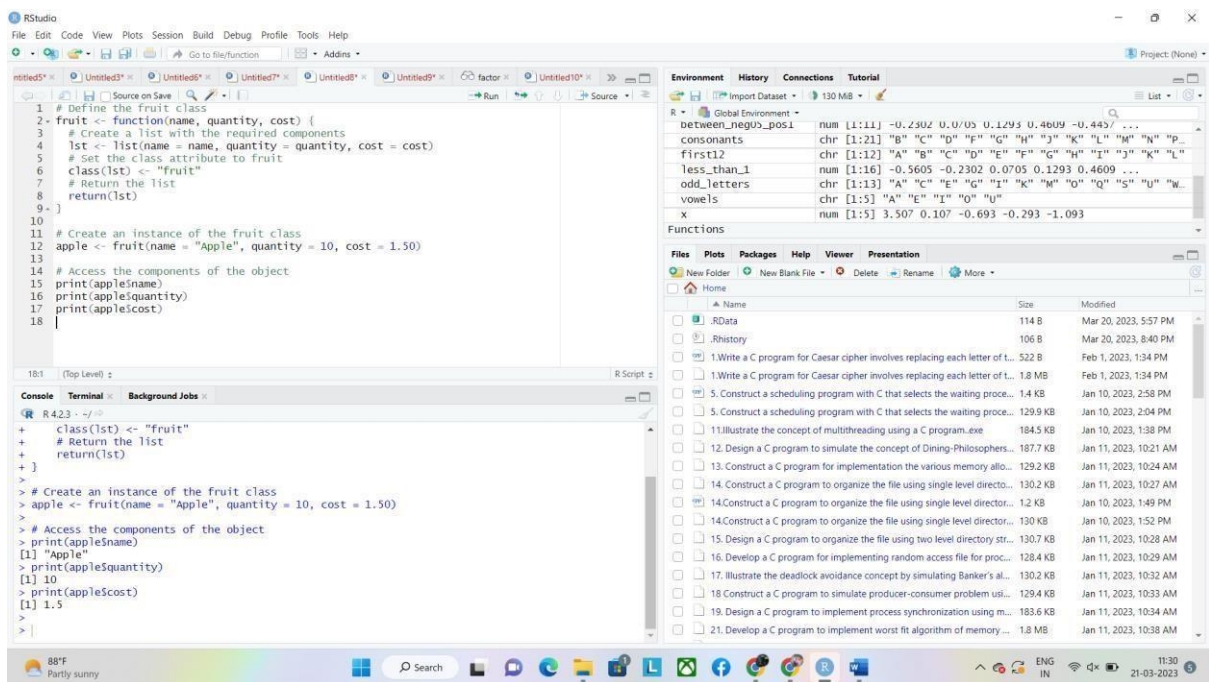 RStudio
File Edit Code View Plots Session Build Debug Profile Tools Help
Go to file/function Addins Project: (None)
ntitled5* Untitled3* Untitled6* Untitled7* Untitled8* Untitled9* factor Untitled10*
Source on Save Run Source
1 # Define the fruit class
2 fruit <- function(name, quantity, cost) {
3 # Create a list with the required components
4 lst <- list(name = name, quantity = quantity, cost = cost)
5 # Set the class attribute to fruit
6 class(lst) <- "fruit"
7 # Return the list
8 return(lst)
9 }
10
11 # Create an instance of the fruit class
12 apple <- fruit(name = "Apple", quantity = 10, cost = 1.50)
13
14 # Access the components of the object
15 print(apple$name)
16 print(apple$quantity)
17 print(apple$cost)
18
18:1 (Top Level) R Script
Console Terminal Background Jobs
R 4.2.3 · ~/
+ class(lst) <- "fruit"
+ # Return the list
+ return(lst)
+ }
>
> # Create an instance of the fruit class
> apple <- fruit(name = "Apple", quantity = 10, cost = 1.50)
>
> # Access the components of the object
> print(apple$name)
[1] "Apple"
> print(apple$quantity)
[1] 10
> print(apple$cost)
[1] 1.5
>
>
Environment History Connections Tutorial
Import Dataset 130 MiB List
R Global Environment
between_neg05_pos1 num [1:11] -0.2302 0.0705 0.1293 0.4609 -0.4457 ...
consonants chr [1:21] "B" "C" "D" "F" "G" "H" "J" "K" "L" "M" "N" "P...
first12 chr [1:12] "A" "B" "C" "D" "E" "F" "G" "H" "I" "J" "K" "L"
less_than_1 num [1:16] -0.5605 -0.2302 0.0705 0.1293 0.4609 ...
odd_letters chr [1:13] "A" "C" "E" "G" "I" "K" "M" "O" "Q" "S" "U" "W...
vowels chr [1:5] "A" "E" "I" "O" "U"
x num [1:5] 3.507 0.107 -0.693 -0.293 -1.093
Functions
Files Plots Packages Help Viewer Presentation
New Folder New Blank File Delete Rename More
Home
Name Size Modified
.RData 114 B Mar 20, 2023, 5:57 PM
.Rhistory 106 B Mar 20, 2023, 8:40 PM
1.Write a C program for Caesar cipher involves replacing each letter of t... 522 B Feb 1, 2023, 1:34 PM
1.Write a C program for Caesar cipher involves replacing each letter of t... 1.8 MB Feb 1, 2023, 1:34 PM
5. Construct a scheduling program with C that selects the waiting proce... 1.4 KB Jan 10, 2023, 2:58 PM
5. Construct a scheduling program with C that selects the waiting proce... 129.9 KB Jan 10, 2023, 2:04 PM
11.Illustrate the concept of multithreading using a C program..exe 184.5 KB Jan 10, 2023, 1:38 PM
12. Design a C program to simulate the concept of Dining-Philosophers... 187.7 KB Jan 11, 2023, 10:21 AM
13. Construct a C program for implementation the various memory allo... 129.2 KB Jan 11, 2023, 10:24 AM
14. Construct a C program to organize the file using single level directo... 130.2 KB Jan 11, 2023, 10:27 AM
14.Construct a C program to organize the file using single level director... 1.2 KB Jan 10, 2023, 1:49 PM
14.Construct a C program to organize the file using single level director... 130 KB Jan 10, 2023, 1:52 PM
15. Design a C program to organize the file using two level directory str... 130.7 KB Jan 11, 2023, 10:28 AM
16. Develop a C program for implementing random access file for proc... 128.4 KB Jan 11, 2023, 10:29 AM
17. Illustrate the deadlock avoidance concept by simulating Banker's al... 130.2 KB Jan 11, 2023, 10:32 AM
18 Construct a C program to simulate producer-consumer problem usi... 129.4 KB Jan 11, 2023, 10:33 AM
19. Design a C program to implement process synchronization using m... 183.6 KB Jan 11, 2023, 10:34 AM
21. Develop a C program to implement worst fit algorithm of memory ... 1.8 MB Jan 11, 2023, 10:38 AM
88°F
Partly sunny
Search
ENG
IN
11:30
21-03-2023
5